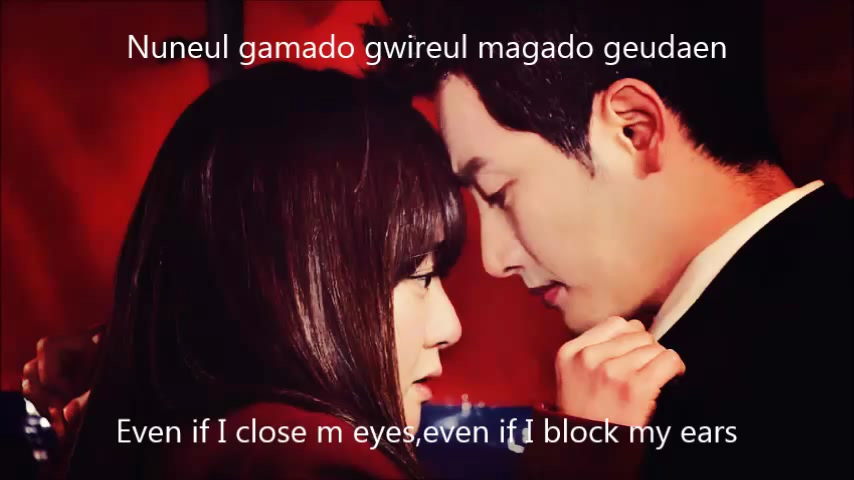 Nuneul gamado gwireul magado geudaen
Even if I close m eyes,even if I block my ears